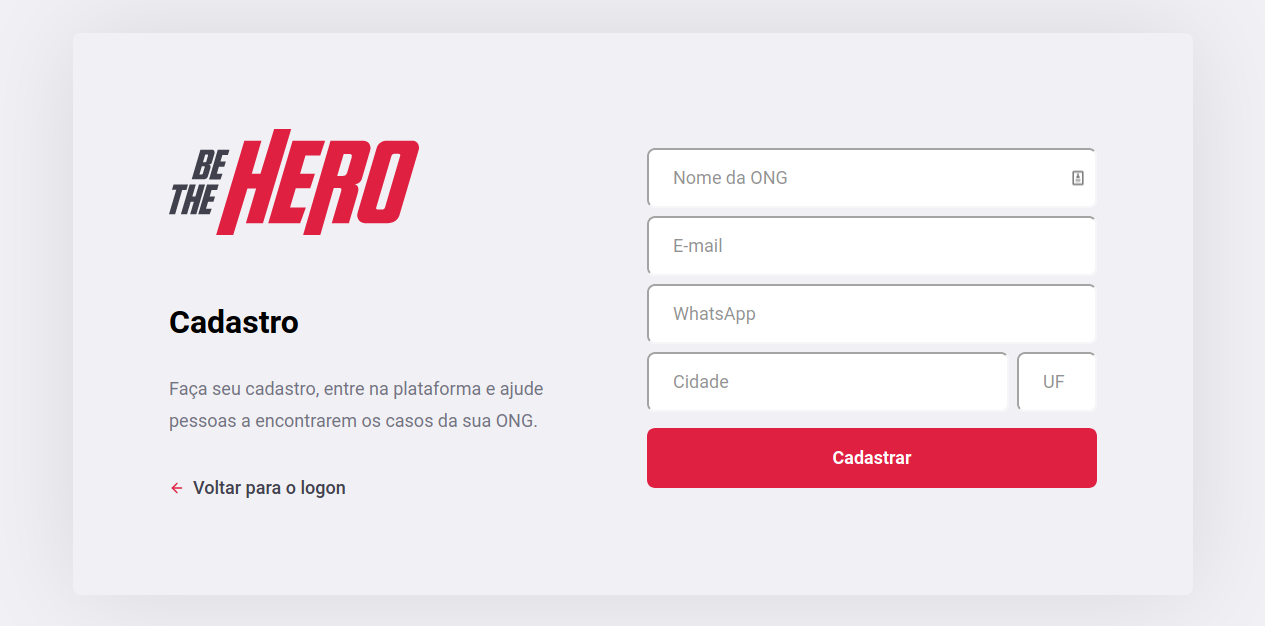 BE
THE
HERO
Cadastro
Faça seu cadastro, entre na plataforma e ajude
pessoas a encontrarem os casos da sua ONG.
Voltar para o logon
Nome da ONG
E-mail
WhatsApp
Cidade
UF
Cadastrar